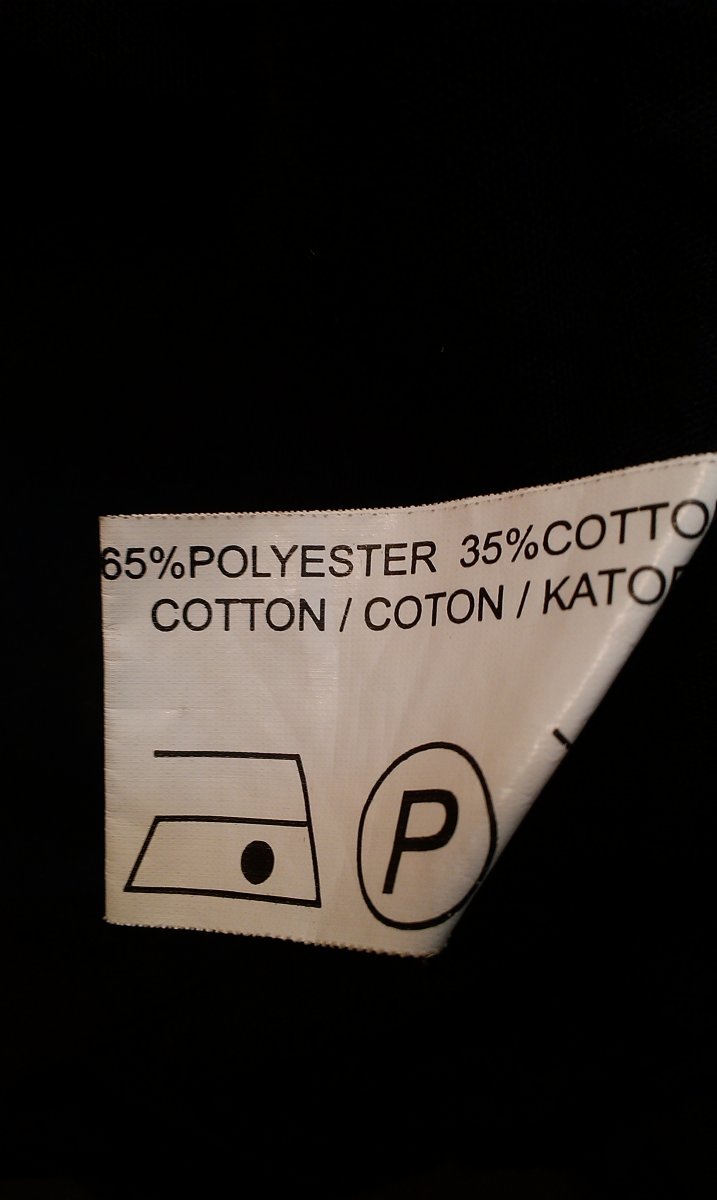 65%POLYESTER 35%COTTO
COTTON / COTON / KATO
P